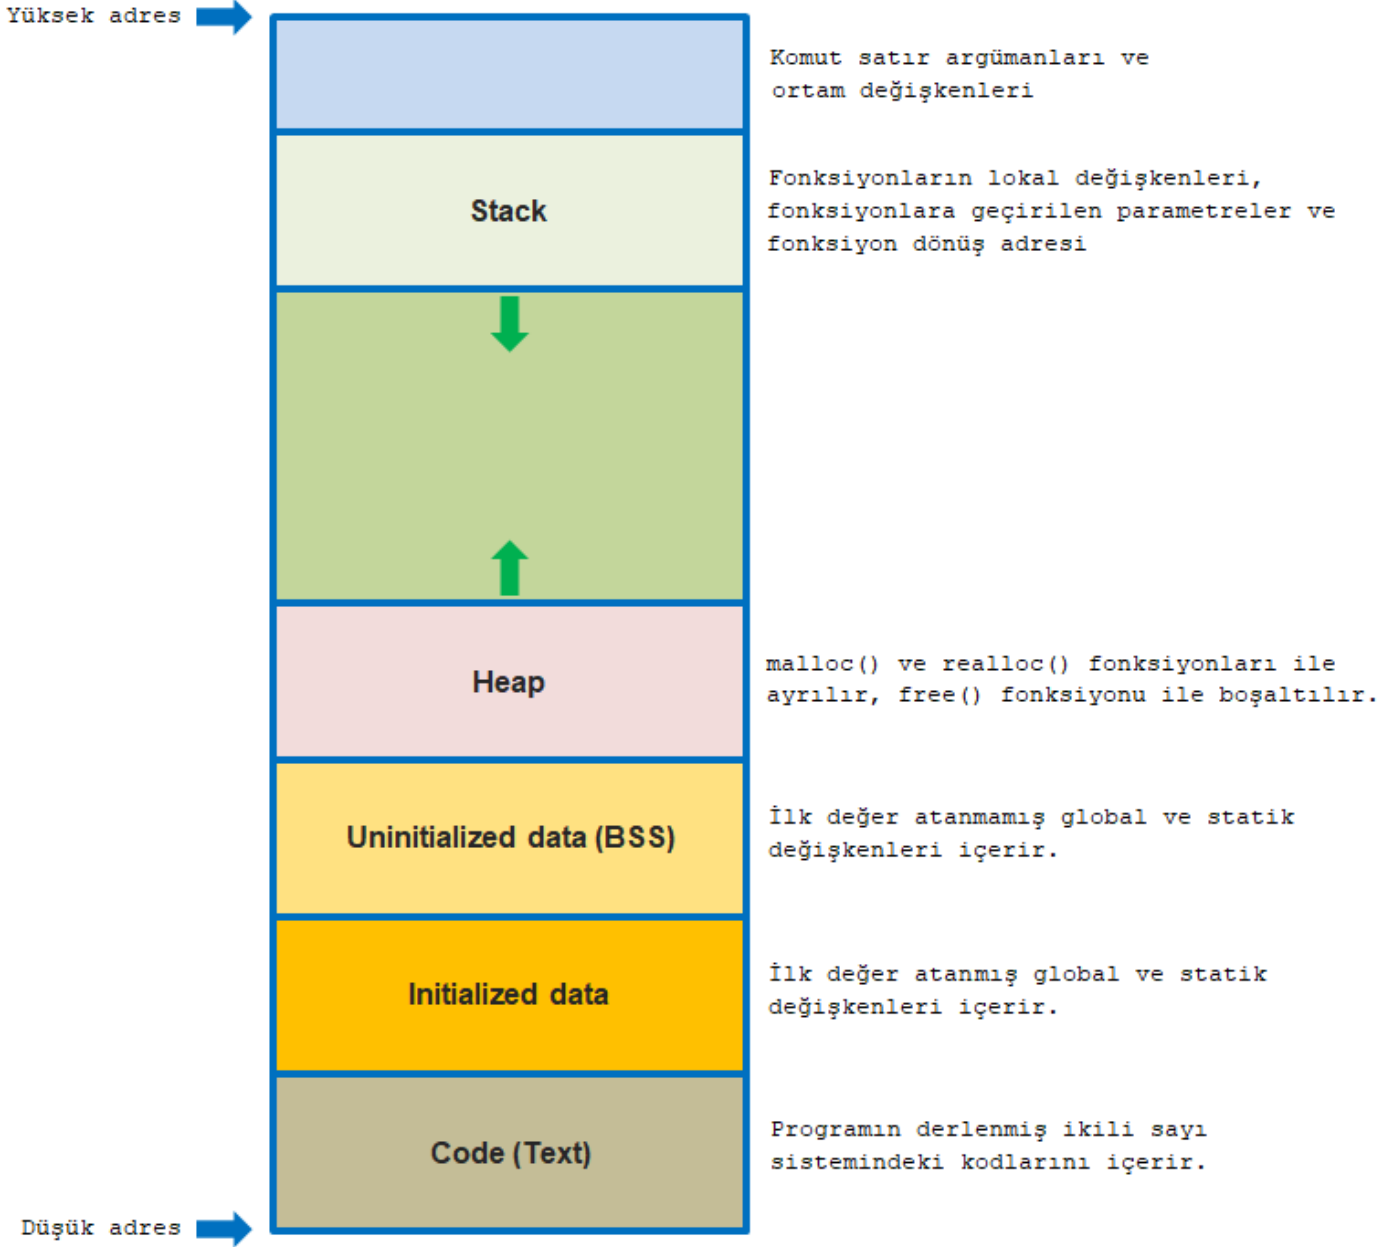 Yüksek adres
Komut satır argümanları ve
ortam değişkenleri
Stack
Fonksiyonların lokal değişkenleri,
fonksiyonlara geçirilen parametreler ve
fonksiyon dönüş adresi
Heap
malloc() ve realloc() fonksiyonları ile
ayrılır, free() fonksiyonu ile boşaltılır.
Uninitialized data (BSS)
İlk değer atanmamış global ve statik
değişkenleri içerir.
Initialized data
İlk değer atanmış global ve statik
değişkenleri içerir.
Code (Text)
Programın derlenmiş ikili sayı
sistemindeki kodlarını içerir.
Düşük adres